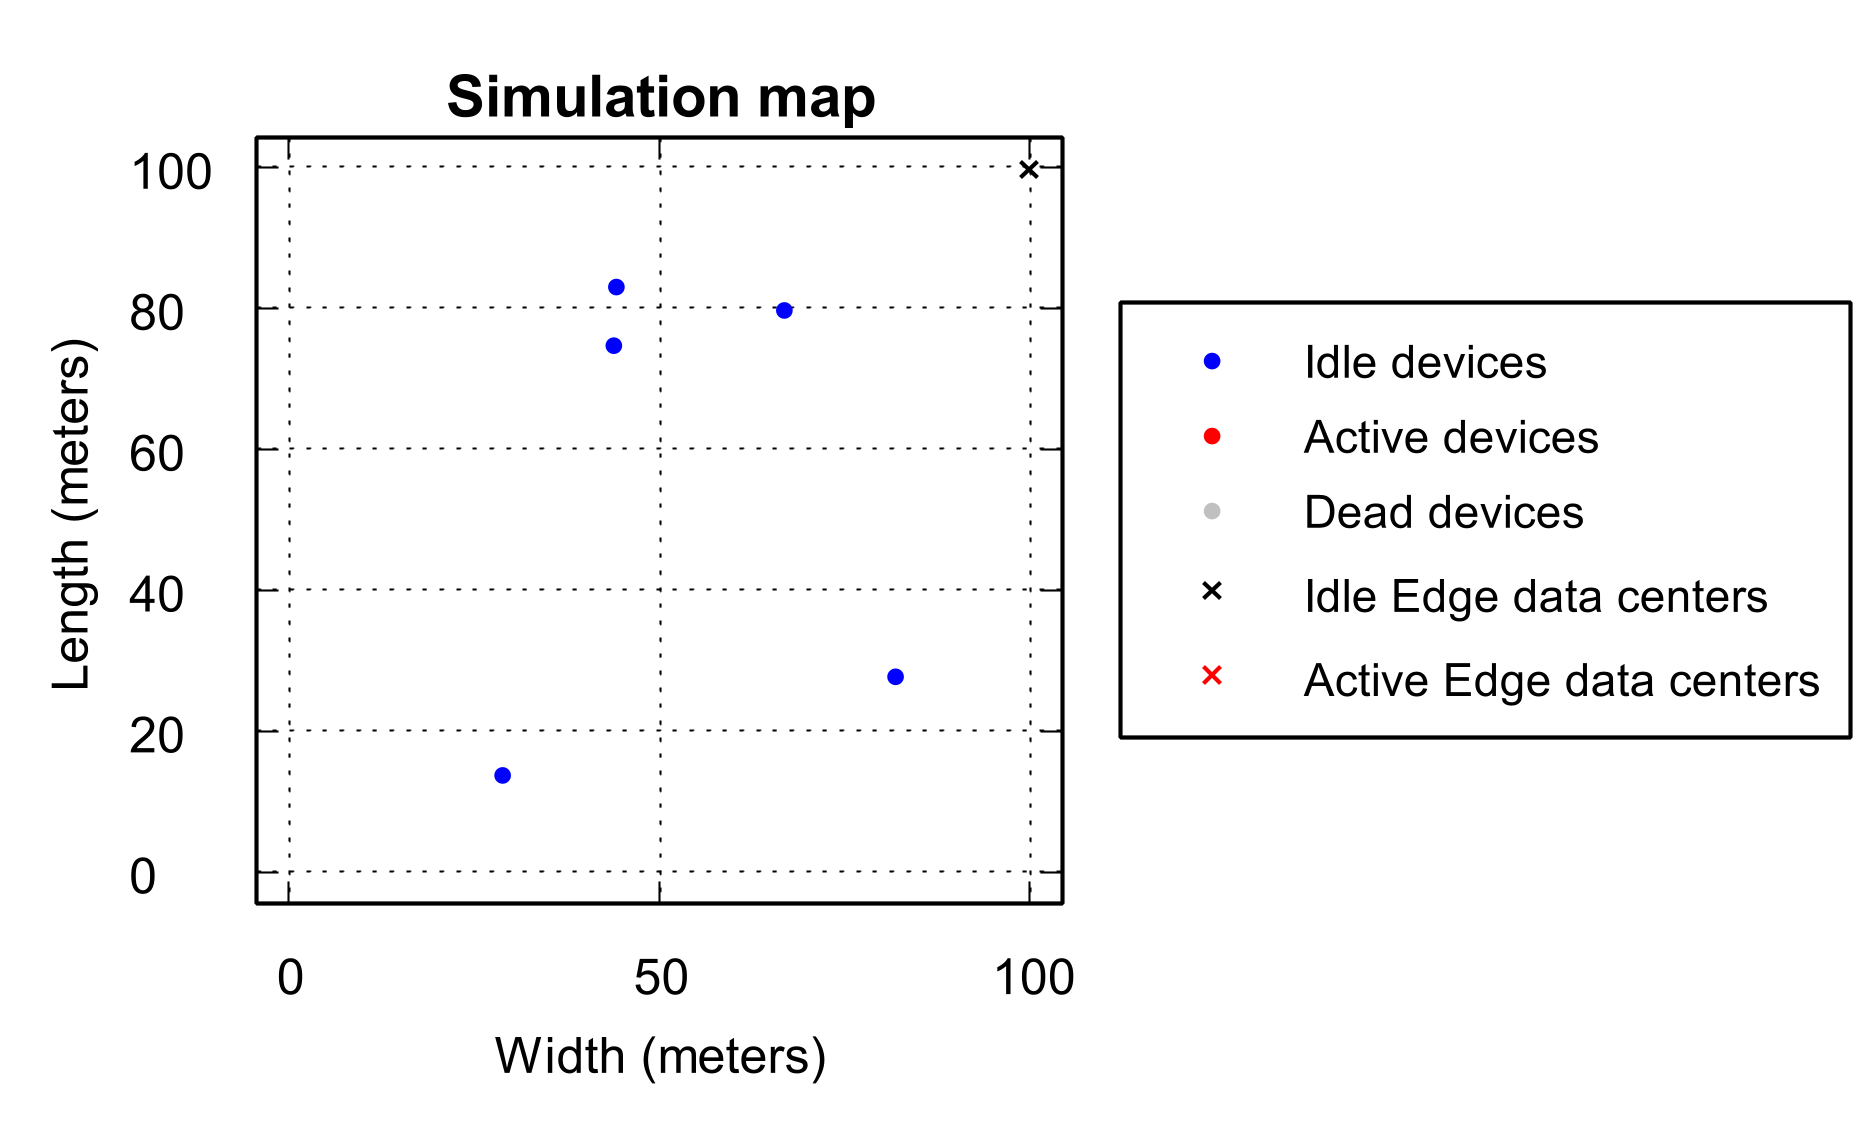 Simulation map
100
80
60
40
20
0
Length (meters)
0 50 100
Width (meters)
Idle devices
Active devices
Dead devices
Idle Edge data centers
Active Edge data centers